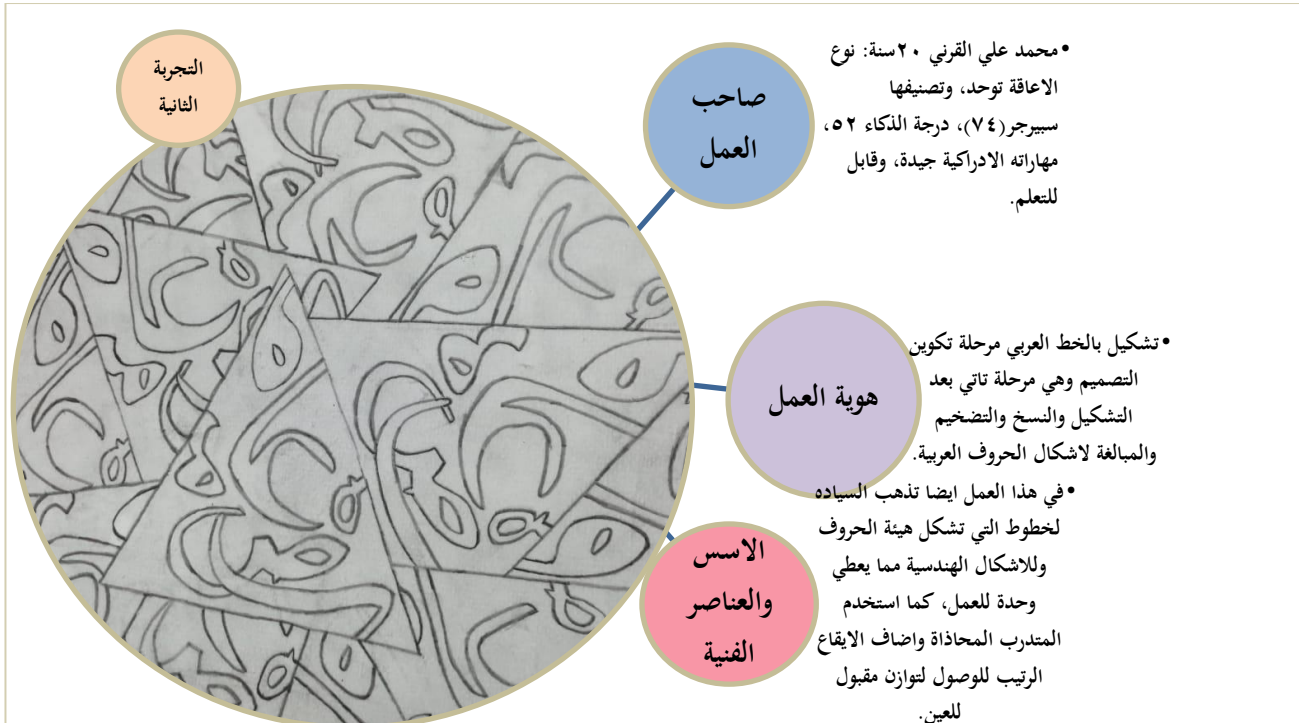 التجربة
الثانية
صاحب
العمل
•محمد علي القرني ٢٠سنة: نوع
الاعاقة توحد، وتصنيفها
سبيرجر(٧٤)، درجة الذكاء ٥٢،
مهاراته الادراكية جيدة، وقابل
للتعلم.
هوية العمل
•تشكيل بالخط العربي مرحلة تكوين
التصميم وهي مرحلة تاتي بعد
التشكيل والنسخ والتضخيم
والمبالغة لاشكال الحروف العربية.
الاسس
والعناصر
الفنية
•في هذا العمل ايضا تذهب السياده
لخطوط التي تشكل هيئة الحروف
وللاشكال الهندسية مما يعطي
وحدة للعمل، كما استخدم
المتدرب المحاذاة واضاف الايقاع
الرتيب للوصول لتوازن مقبول
للعين.